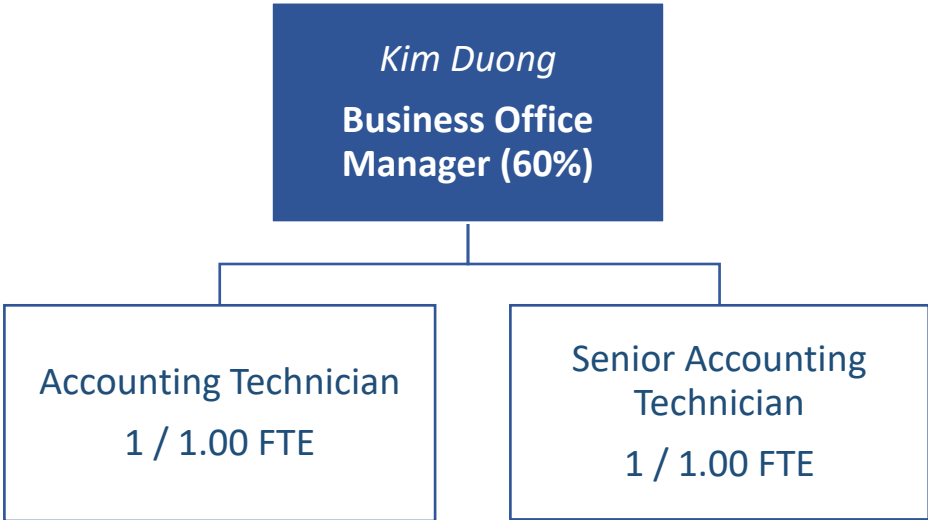 Kim Duong
Business Office
Manager (60%)
Accounting Technician
1 / 1.00 FTE
Senior Accounting
Technician
1 / 1.00 FTE